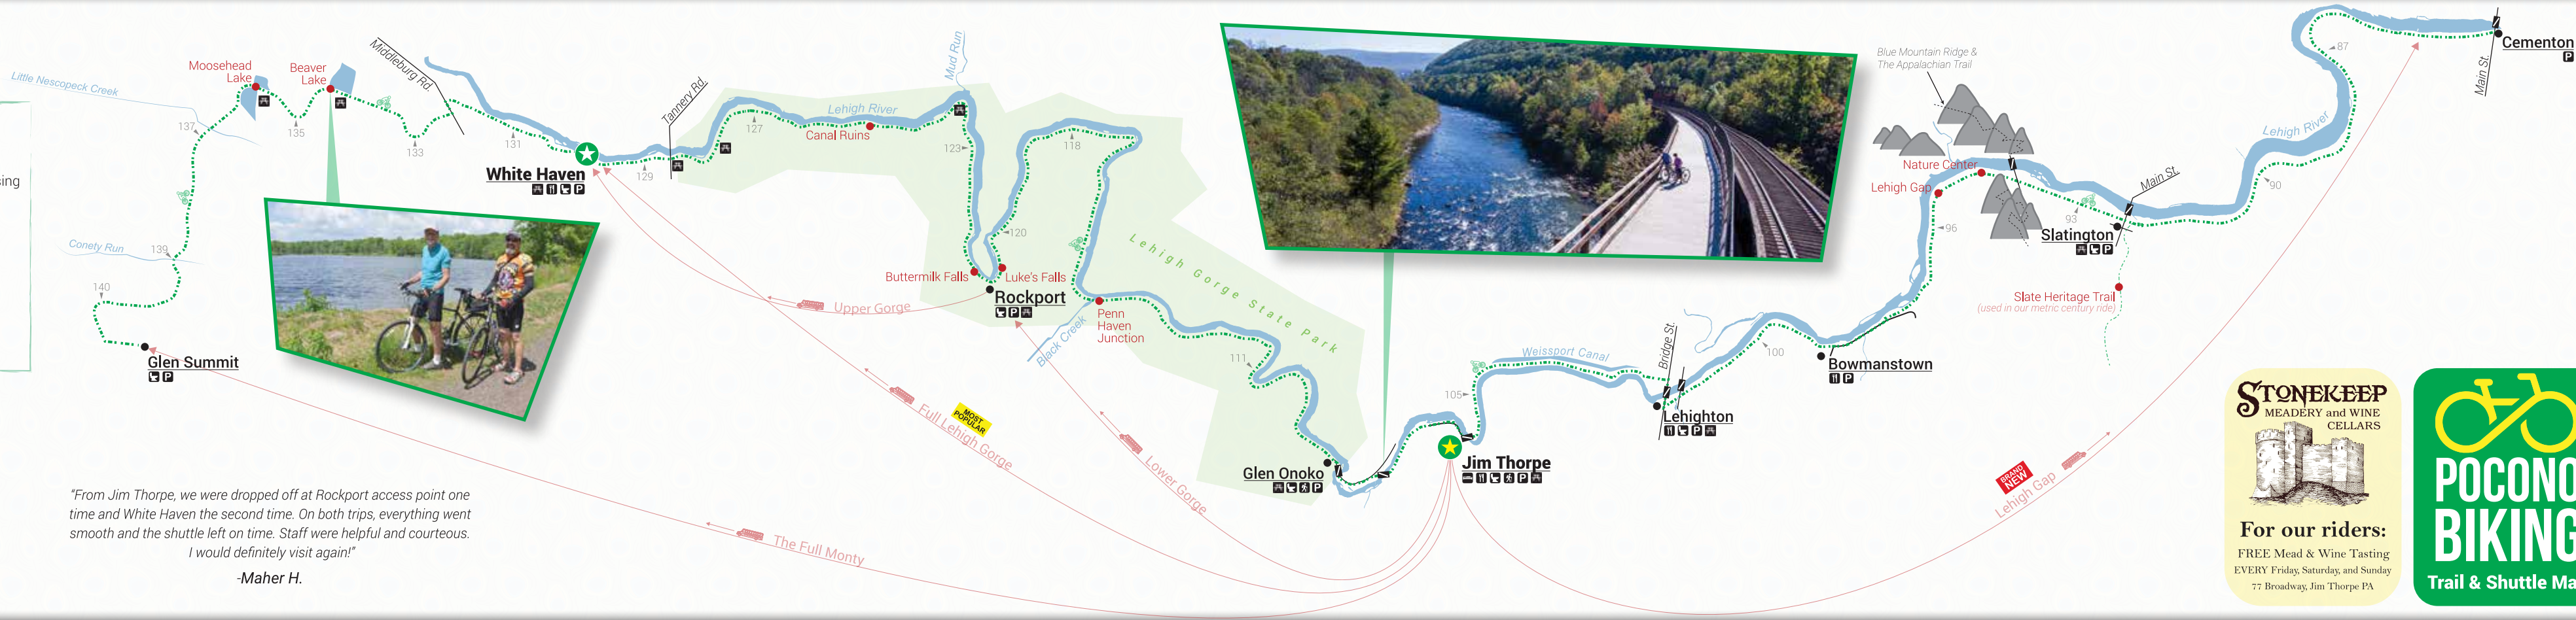 Little Nescopeck Creek
Moosehead
Lake
Beaver
Lake
Middleburg Rd.
137
135
133
131
139
Conety Run
140
Glen Summit
P
White Haven
P
129
Tannery Rd.
127
Lehigh River
Canal Ruins
Mud Run
123
118
120
Buttermilk Falls
Luke's Falls
Rockport
P
Upper Gorge
Black Creek
Penn
Haven
Junction
Lehigh Gorge State Park
111
Glen Onoko
P
Full Lehigh Gorge
MOST
POPULAR
Lower Gorge
The Full Monty
Jim Thorpe
P
105
Weissport Canal
Bridge St.
Lehighton
P
100
Bowmanstown
P
Blue Mountain Ridge &
The Appalachian Trail
Nature Center
Lehigh Gap
96
93
Slatington
P
Main St.
Slate Heritage Trail
(used in our metric century ride)
90
Lehigh River
87
Main St.
Cementon
P
BRAND
NEW
Lehigh Gap
"From Jim Thorpe, we were dropped off at Rockport access point one
time and White Haven the second time. On both trips, everything went
smooth and the shuttle left on time. Staff were helpful and courteous.
I would definitely visit again!"
-Maher H.
STONEKEEP
MEADERY and WINE
CELLARS
For our riders:
FREE Mead & Wine Tasting
EVERY Friday, Saturday, and Sunday
77 Broadway, Jim Thorpe PA
POCONO
BIKING
Trail & Shuttle Ma